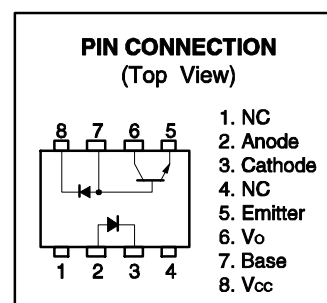 PIN CONNECTION
(Top View)
8 7 6 5
1 2 3 4
1. NC
2. Anode
3. Cathode
4. NC
5. Emitter
6. Vo
7. Base
8. Vcc